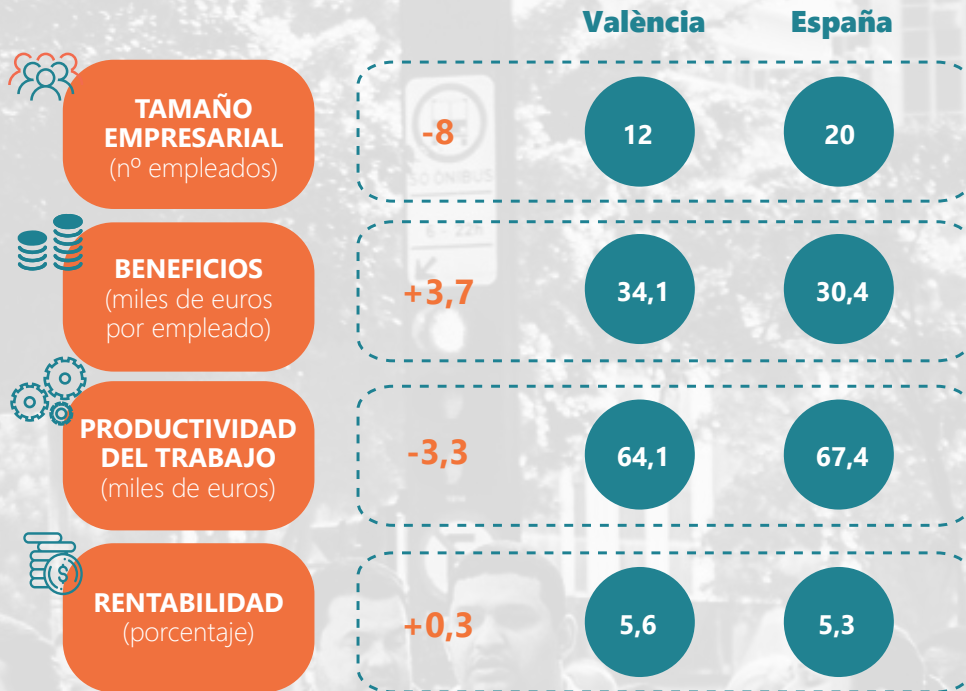 València España
TAMAÑO
EMPRESARIAL
(nº empleados)
-8 12 20
BENEFICIOS
(miles de euros
por empleado)
+3,7 34,1 30,4
PRODUCTIVIDAD
DEL TRABAJO
(miles de euros)
-3,3 64,1 67,4
RENTABILIDAD
(porcentaje)
+0,3 5,6 5,3